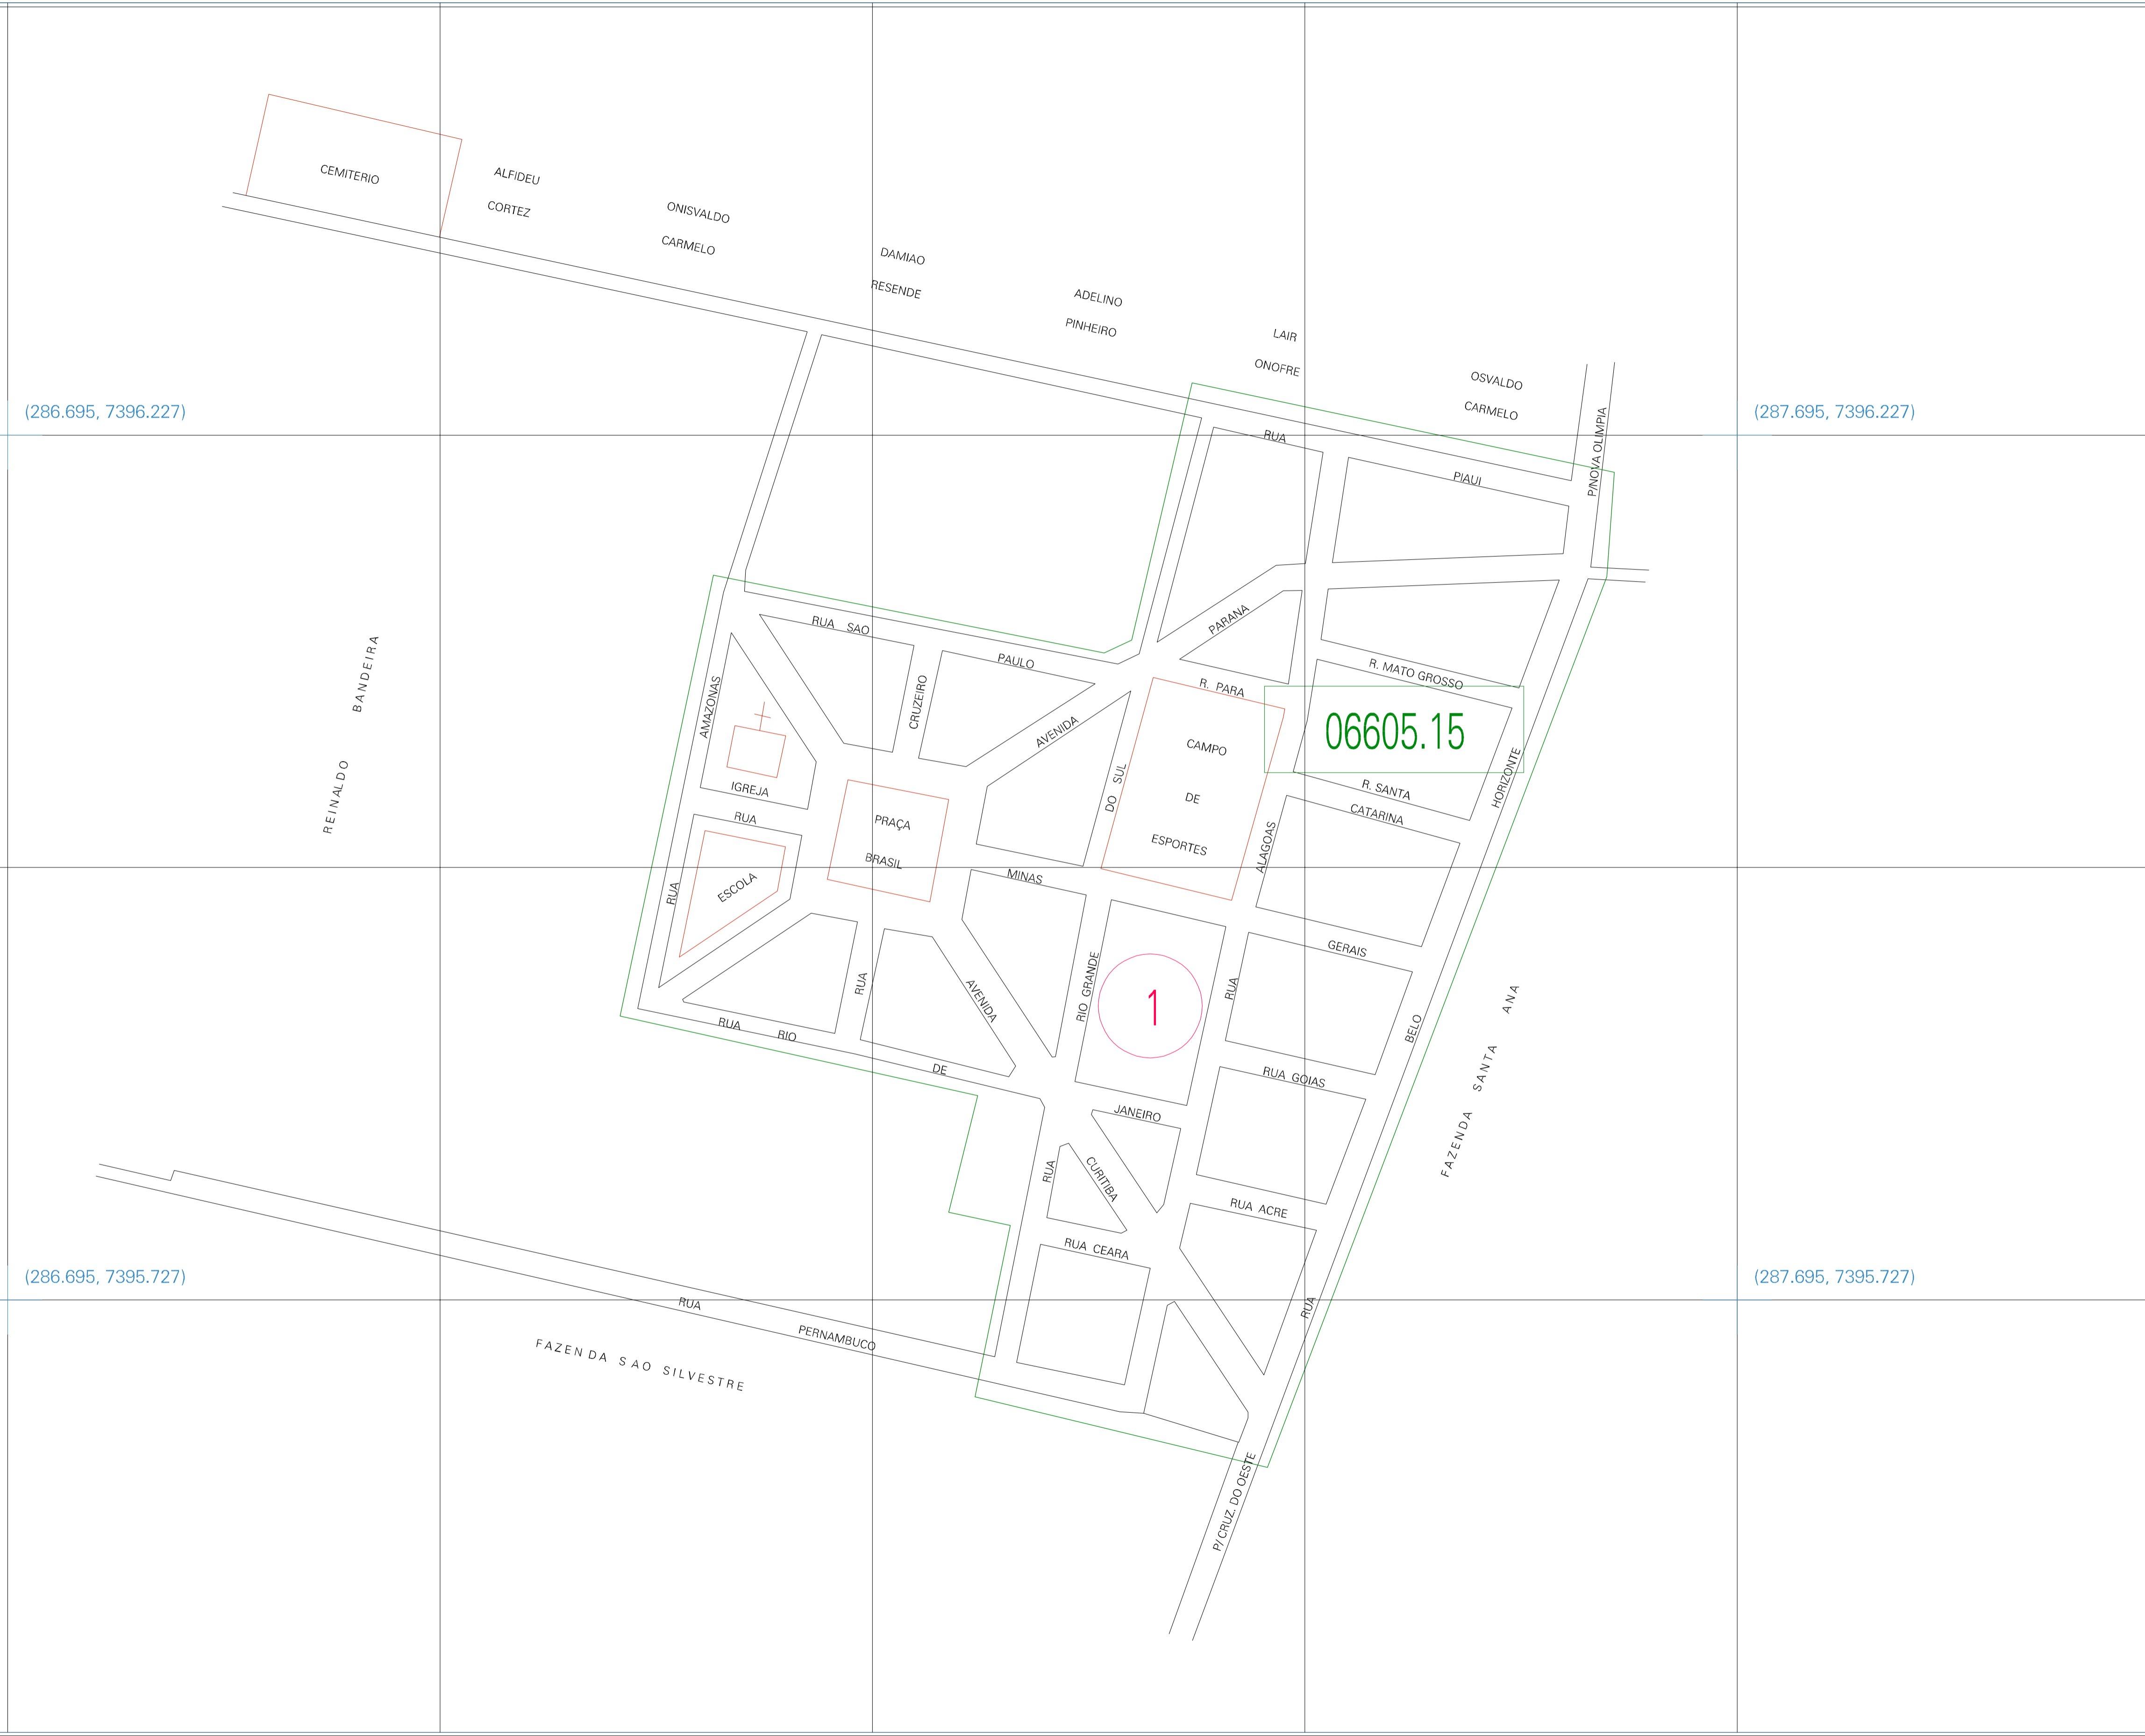 CEMITERIO
ALFIDEU
CORTEZ
ONISVALDO
CARMELO
DAMIAO
RESENDE
ADELINO
PINHEIRO
LAIR
ONOFRE
OSVALDO
CARMELO
(286.695, 7396.227)
(287.695, 7396.227)
P/NOVA OLIMPIA
RUA
PIAUI
PARANA
RUA SAO
PAULO
R. MATO GROSSO
R. PARA
REINALDO BANDEIRA
AMAZONAS
CRUZEIRO
AVENIDA
06605.15
CAMPO
DE
ESPORTES
DO SUL
HORIZONTE
IGREJA
R. SANTA
CATARINA
RUA
PRAÇA
BRASIL
ALAGOAS
ESCOLA
RUA
MINAS
GERAIS
RUA
AVENIDA
RIO GRANDE
1
RUA
BELO
FAZENDA SANTA ANA
RUA RIO
DE
JANEIRO
RUA GOIAS
RUA
CURITIBA
RUA ACRE
RUA CEARA
(286.695, 7395.727)
(287.695, 7395.727)
RUA
RUA
PERNAMBUCO
FAZENDA SAO SILVESTRE
P/ CRUZ. DO OESTE